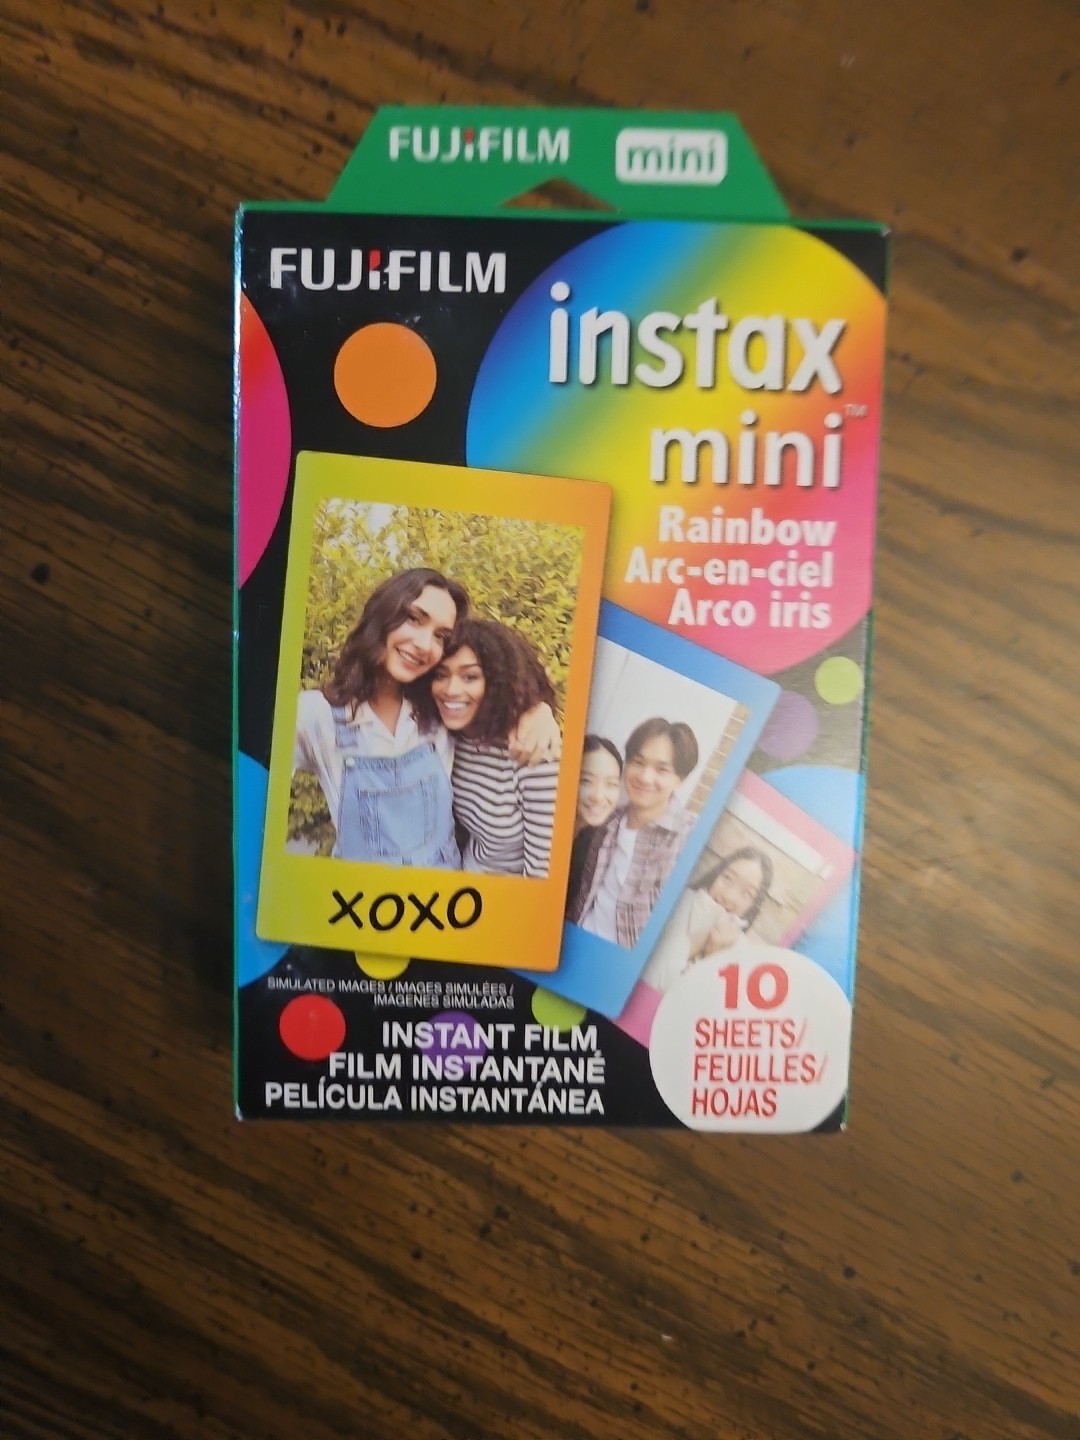 FUJIFILM mini
FUJIFILM
instax
mini™
Rainbow
Arc-en-ciel
Arco iris
XOXO
SIMULATED IMAGES / IMAGES SIMULÉES /
IMÁGENES SIMULADAS
INSTANT FILM
FILM INSTANTANÉ
PELÍCULA INSTANTÁNEA
10
SHEETS/
FEUILLES/
HOJAS